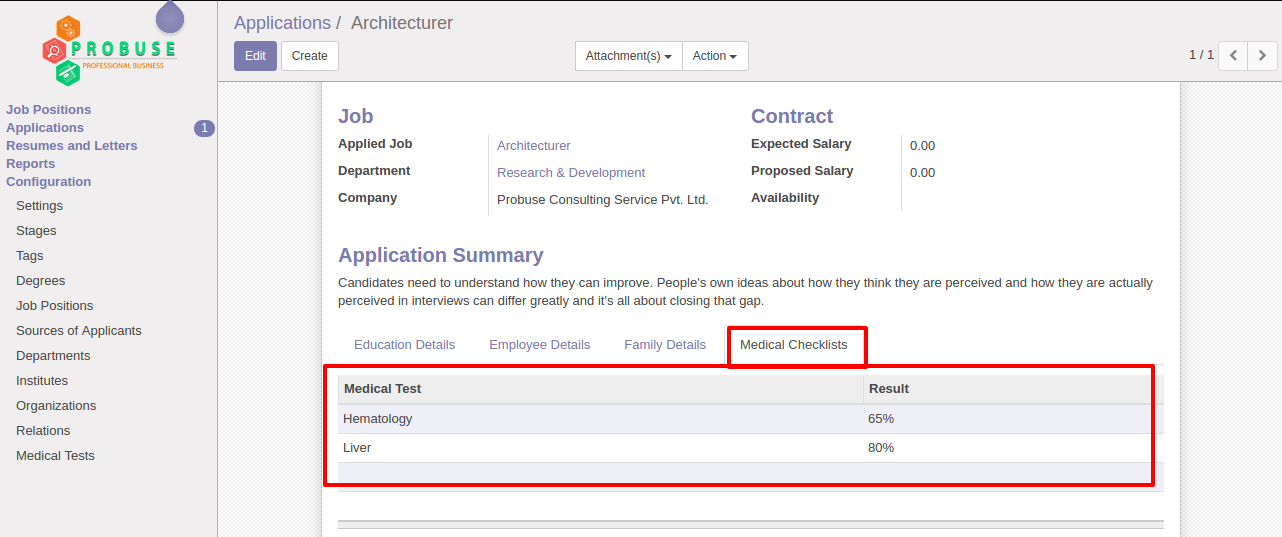 PROBUSE
PROFESSIONAL BUSINESS
Job Positions
Applications 1
Resumes and Letters
Reports
Configuration
Settings
Stages
Tags
Degrees
Job Positions
Sources of Applicants
Departments
Institutes
Organizations
Relations
Medical Tests
Applications / Architecturer
Edit Create Attachment(s) Action 1 / 1
Job Contract
Applied Job Architecturer Expected Salary 0.00
Department Research & Development Proposed Salary 0.00
Company Probuse Consulting Service Pvt. Ltd. Availability
Application Summary
Candidates need to understand how they can improve. People's own ideas about how they think they are perceived and how they are actually
perceived in interviews can differ greatly and it's all about closing that gap.
Education Details Employee Details Family Details Medical Checklists
Medical Test Result
Hematology 65%
Liver 80%